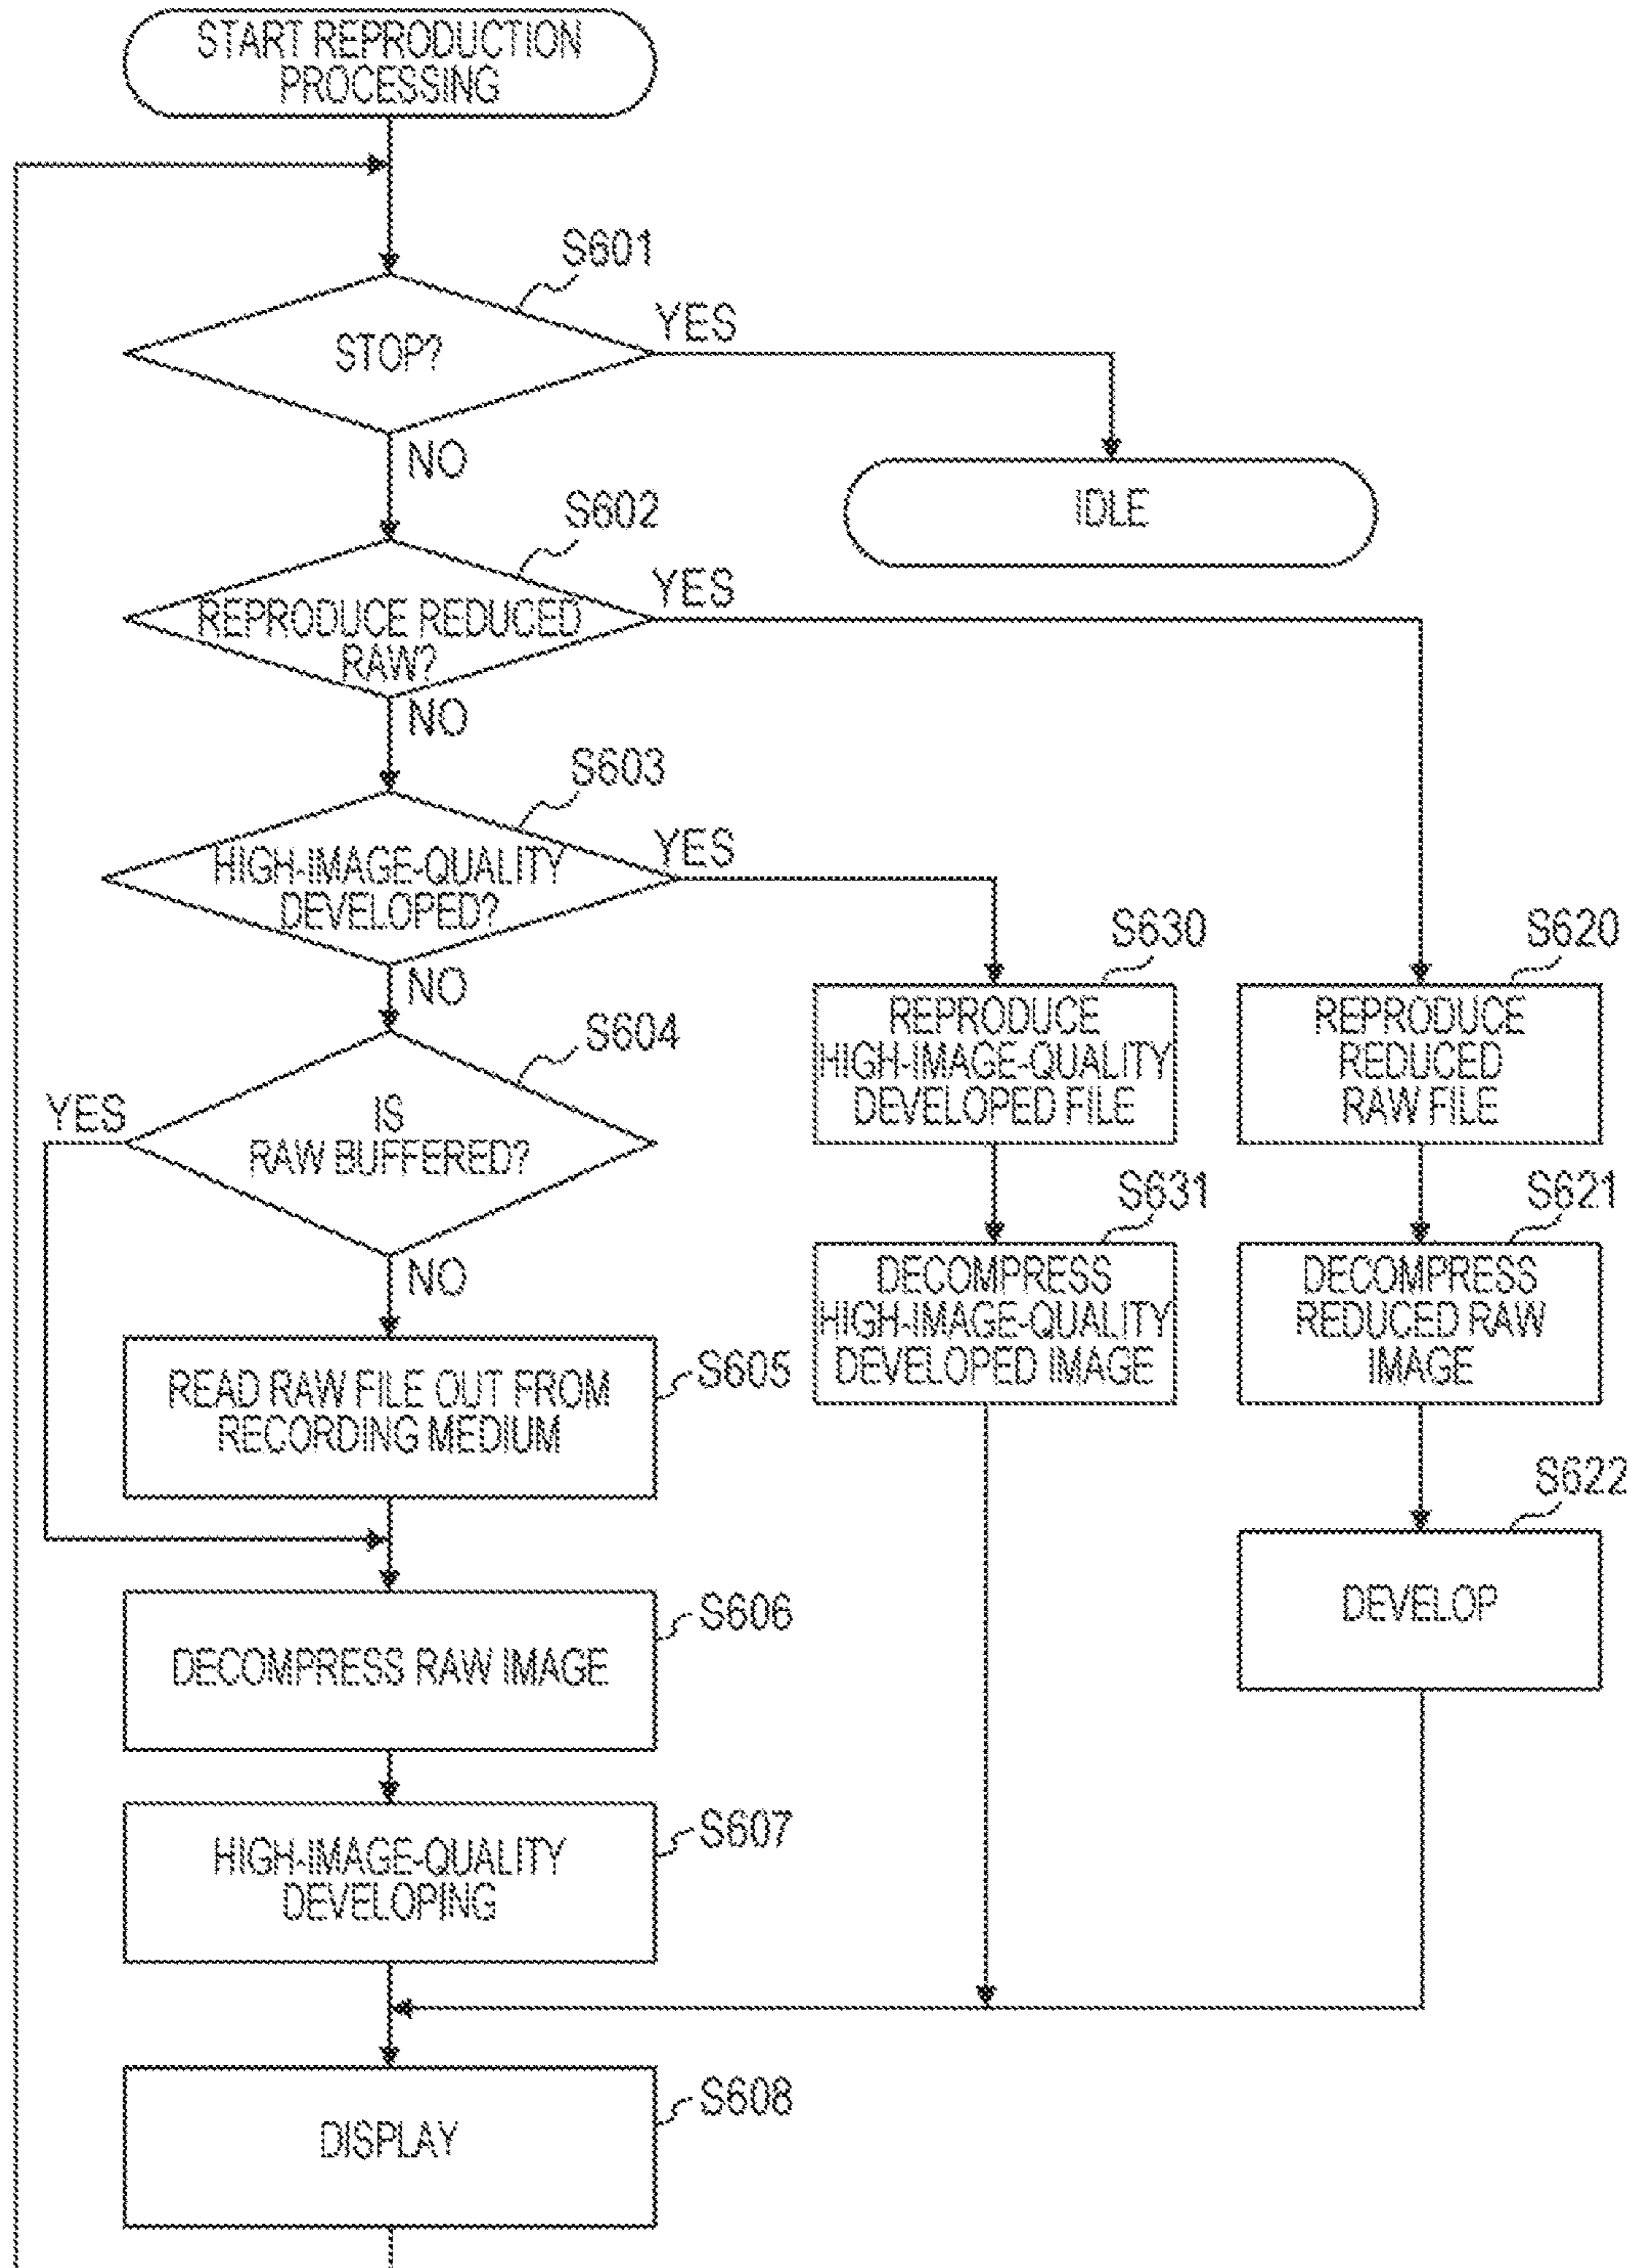 START REPRODUCTION
PROCESSING
S601
STOP?
YES
NO
IDLE
S602
REPRODUCE REDUCED
RAW?
YES
NO
S603
HIGH-IMAGE-QUALITY
DEVELOPED?
YES
NO
S630
REPRODUCE
HIGH-IMAGE-QUALITY
DEVELOPED FILE
S620
REPRODUCE
REDUCED
RAW FILE
S604
IS
RAW BUFFERED?
YES
NO
S631
DECOMPRESS
HIGH-IMAGE-QUALITY
DEVELOPED IMAGE
S621
DECOMPRESS
REDUCED RAW
IMAGE
S605
READ RAW FILE OUT FROM
RECORDING MEDIUM
S622
DEVELOP
S606
DECOMPRESS RAW IMAGE
S607
HIGH-IMAGE-QUALITY
DEVELOPING
S608
DISPLAY